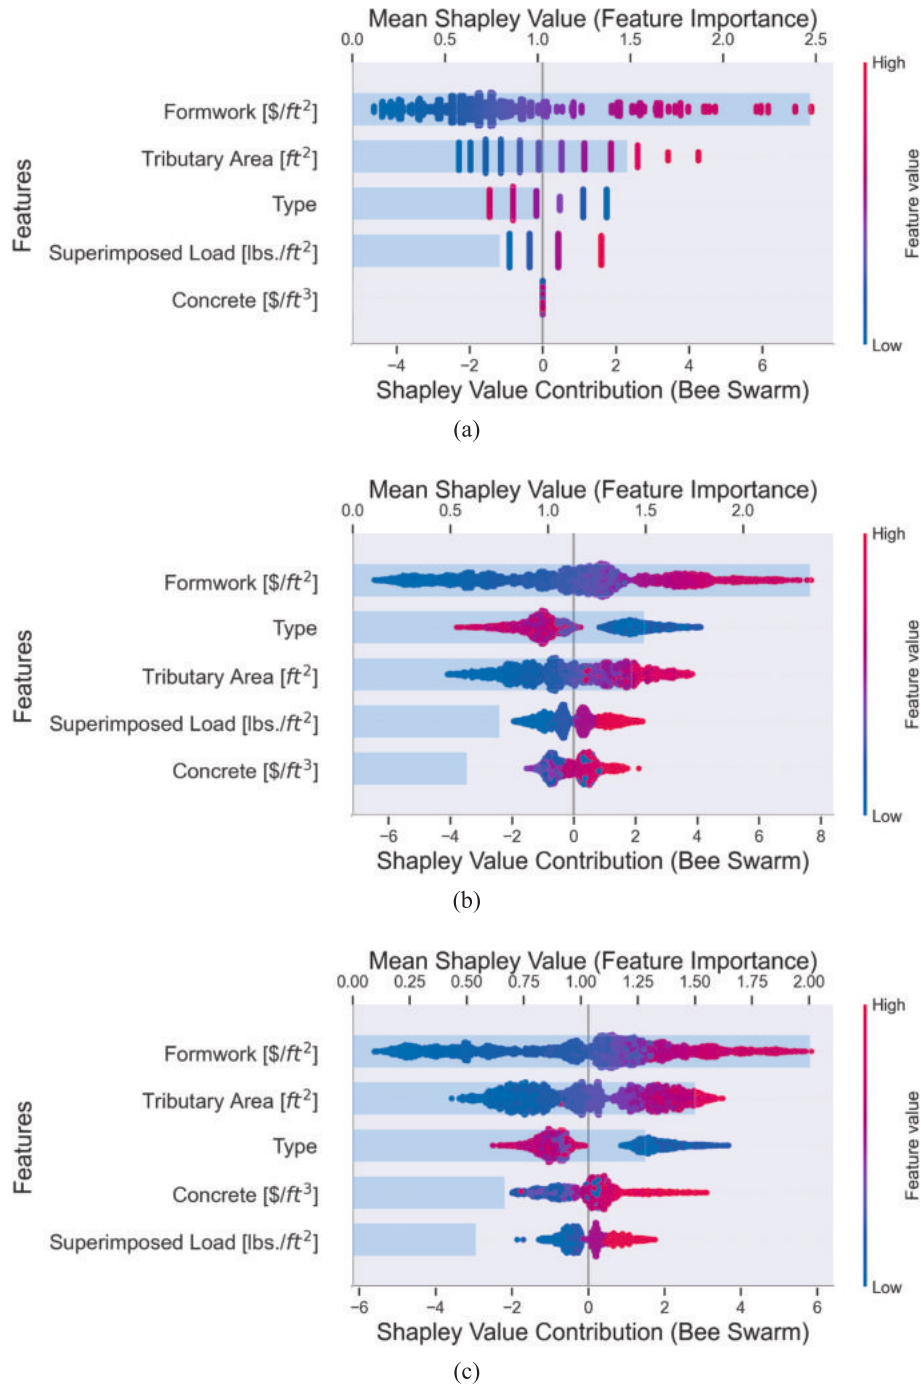 Mean Shapley Value (Feature Importance)
0.0 0.5 1.0 1.5 2.0 2.5
High
Formwork [$/ft²]
Tributary Area [ft²]
Type
Superimposed Load [lbs./ft²]
Concrete [$/ft³]
Features
Feature value
Low
−4 −2 0 2 4 6
Shapley Value Contribution (Bee Swarm)
(a)
Mean Shapley Value (Feature Importance)
0.0 0.5 1.0 1.5 2.0
High
Formwork [$/ft²]
Type
Tributary Area [ft²]
Superimposed Load [lbs./ft²]
Concrete [$/ft³]
Features
Feature value
Low
−6 −4 −2 0 2 4 6 8
Shapley Value Contribution (Bee Swarm)
(b)
Mean Shapley Value (Feature Importance)
0.00 0.25 0.50 0.75 1.00 1.25 1.50 1.75 2.00
High
Formwork [$/ft²]
Tributary Area [ft²]
Type
Concrete [$/ft³]
Superimposed Load [lbs./ft²]
Features
Feature value
Low
−6 −4 −2 0 2 4 6
Shapley Value Contribution (Bee Swarm)
(c)